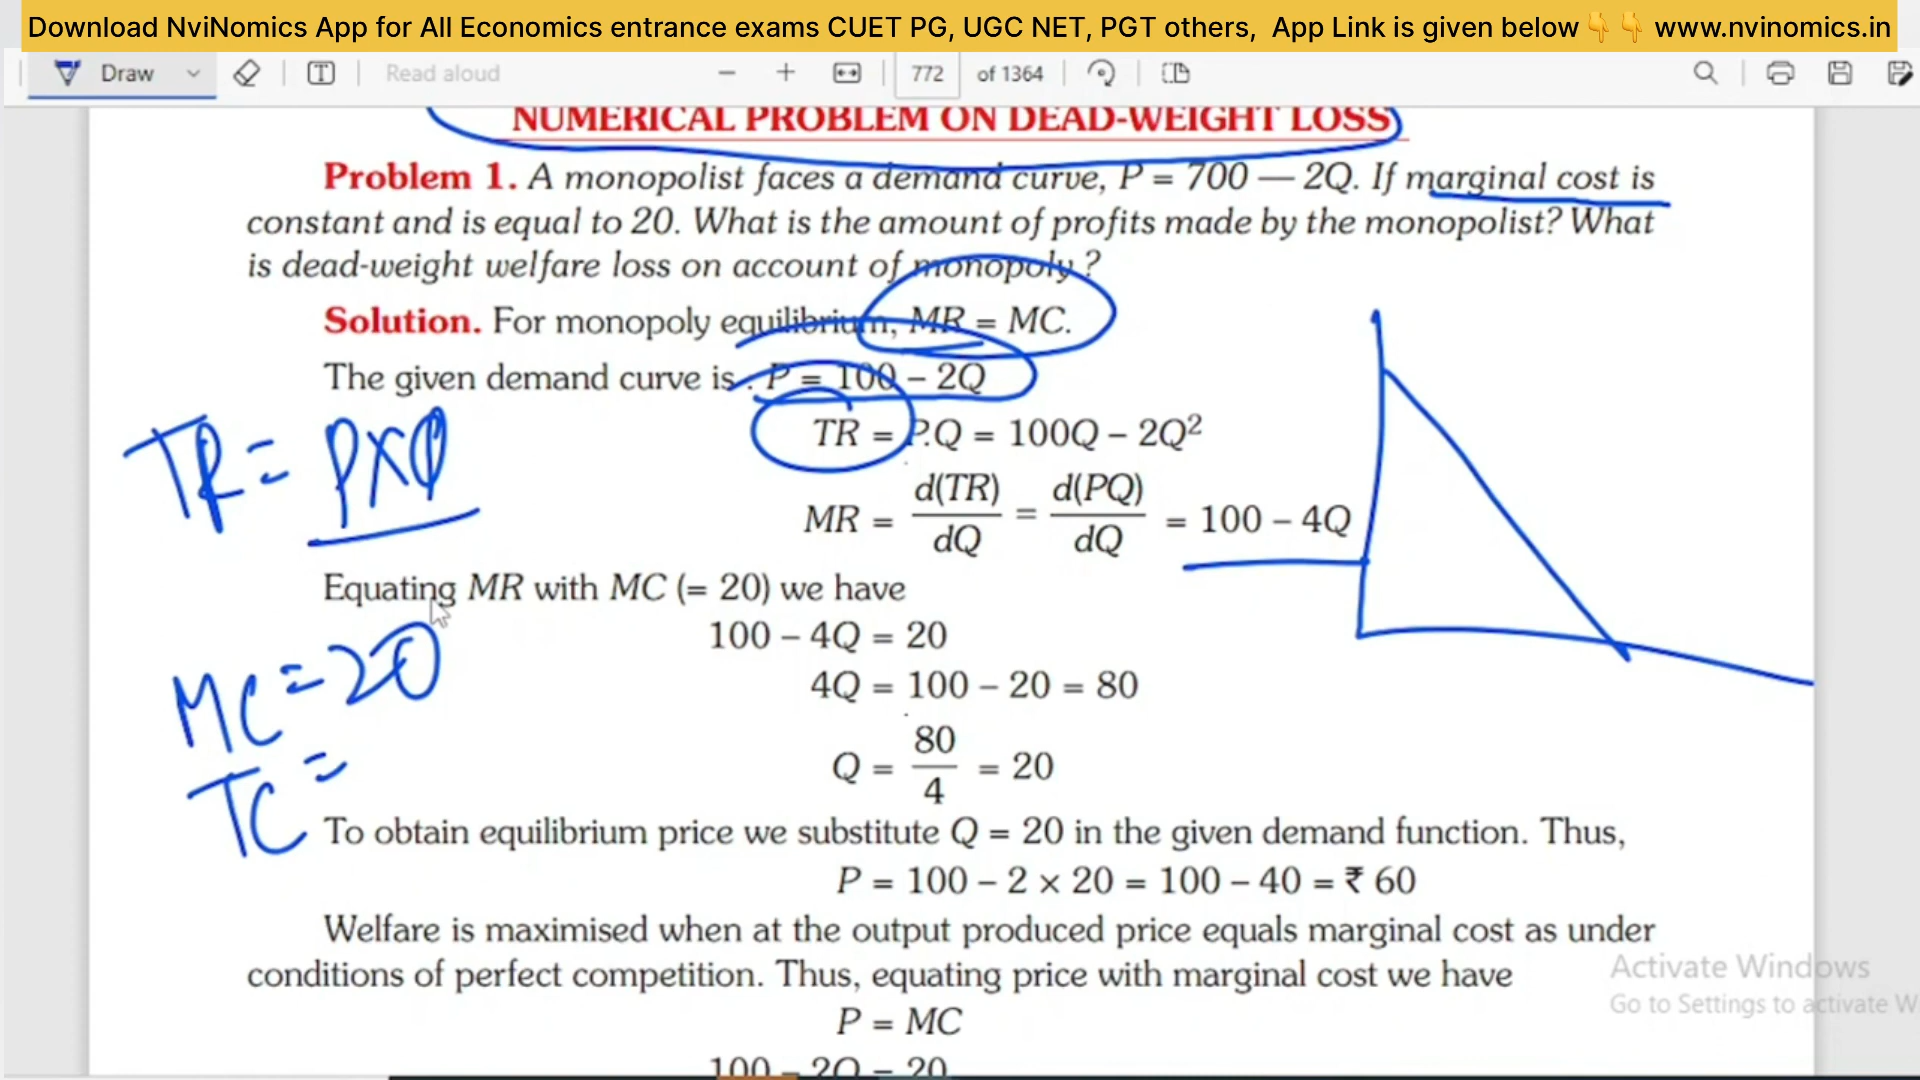 Download NviNomics App for All Economics entrance exams CUET PG, UGC NET, PGT others, App Link is given below👇👇 www.nvinomics.in
Draw Read aloud 772 of 1364
NUMERICAL PROBLEM ON DEAD-WEIGHT LOSS
Problem 1. A monopolist faces a demand curve, P = 700 — 2Q. If marginal cost is
constant and is equal to 20. What is the amount of profits made by the monopolist? What
is dead-weight welfare loss on account of monopoly ?
Solution. For monopoly equilibrium, MR = MC.
The given demand curve is . P = 100 – 2Q
TR = P.Q = 100Q – 2Q²
TR = PXQ
MR = d(TR)/dQ = d(PQ)/dQ = 100 – 4Q
Equating MR with MC (= 20) we have
100 – 4Q = 20
MC = 20
4Q = 100 – 20 = 80
Q = 80/4 = 20
TC =
To obtain equilibrium price we substitute Q = 20 in the given demand function. Thus,
P = 100 – 2 × 20 = 100 – 40 = ₹ 60
Welfare is maximised when at the output produced price equals marginal cost as under
conditions of perfect competition. Thus, equating price with marginal cost we have
Activate Windows
Go to Settings to activate W
P = MC
100 – 2Q = 20